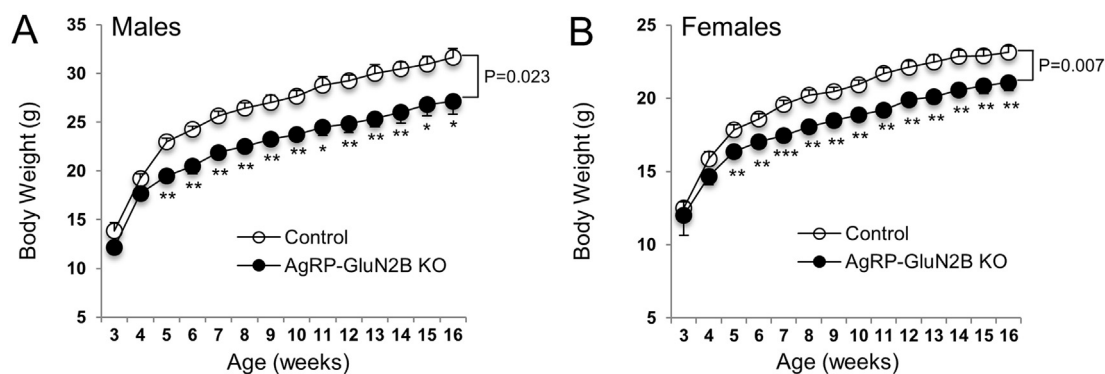 A
Males
Body Weight (g)
35
30
25
20
15
10
5
P=0.023
** ** ** ** ** ** * ** ** ** * *
Control
AgRP-GluN2B KO
3 4 5 6 7 8 9 10 11 12 13 14 15 16
Age (weeks)
B
Females
Body Weight (g)
25
20
15
10
5
P=0.007
** ** *** ** ** ** ** ** ** ** ** **
Control
AgRP-GluN2B KO
3 4 5 6 7 8 9 10 11 12 13 14 15 16
Age (weeks)